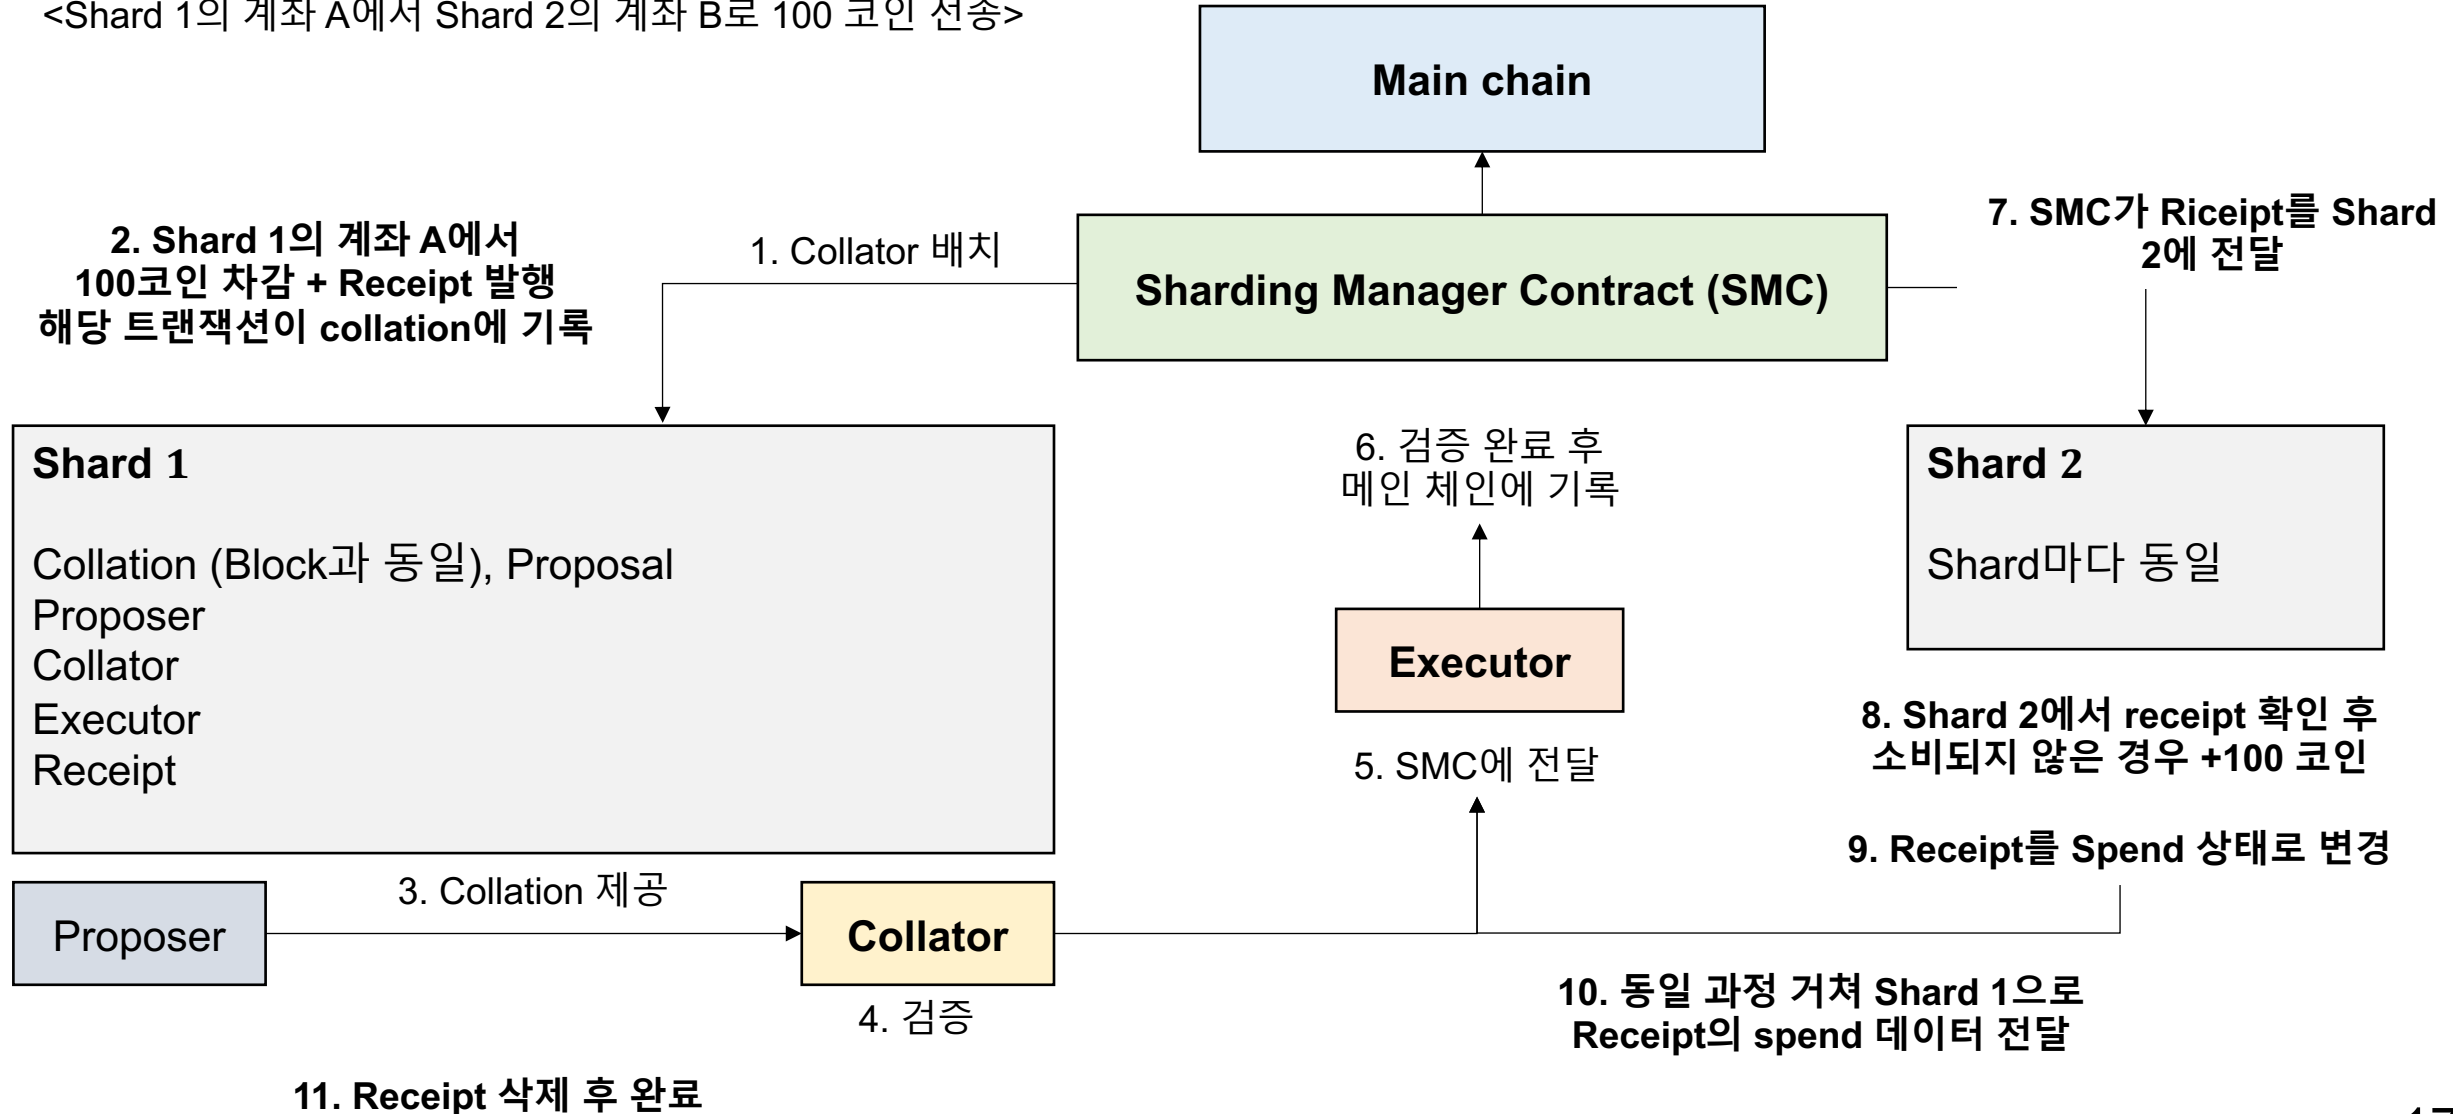 <Shard 1의 계좌 A에서 Shard 2의 계좌 B로 100 코인 전송>
Main chain
2. Shard 1의 계좌 A에서
100코인 차감 + Receipt 발행
해당 트랜잭션이 collation에 기록
1. Collator 배치
Sharding Manager Contract (SMC)
7. SMC가 Riceipt를 Shard
2에 전달
Shard 1
Collation (Block과 동일), Proposal
Proposer
Collator
Executor
Receipt
6. 검증 완료 후
메인 체인에 기록
Executor
5. SMC에 전달
Shard 2
Shard마다 동일
8. Shard 2에서 receipt 확인 후
소비되지 않은 경우 +100 코인
9. Receipt를 Spend 상태로 변경
Proposer
3. Collation 제공
Collator
4. 검증
10. 동일 과정 거쳐 Shard 1으로
Receipt의 spend 데이터 전달
11. Receipt 삭제 후 완료